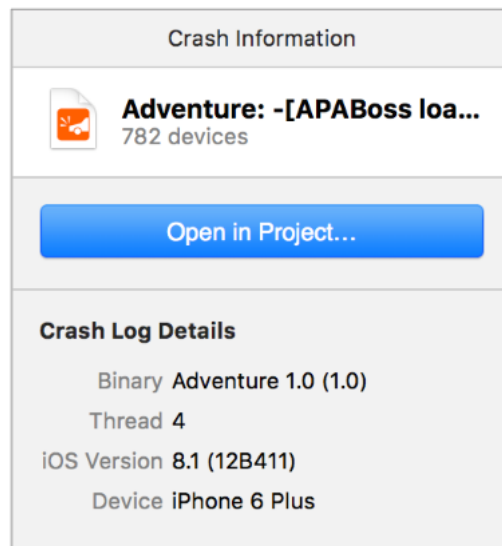 Crash Information
Adventure: -[APABoss loa...
782 devices
Open in Project...
Crash Log Details
Binary Adventure 1.0 (1.0)
Thread 4
iOS Version 8.1 (12B411)
Device iPhone 6 Plus